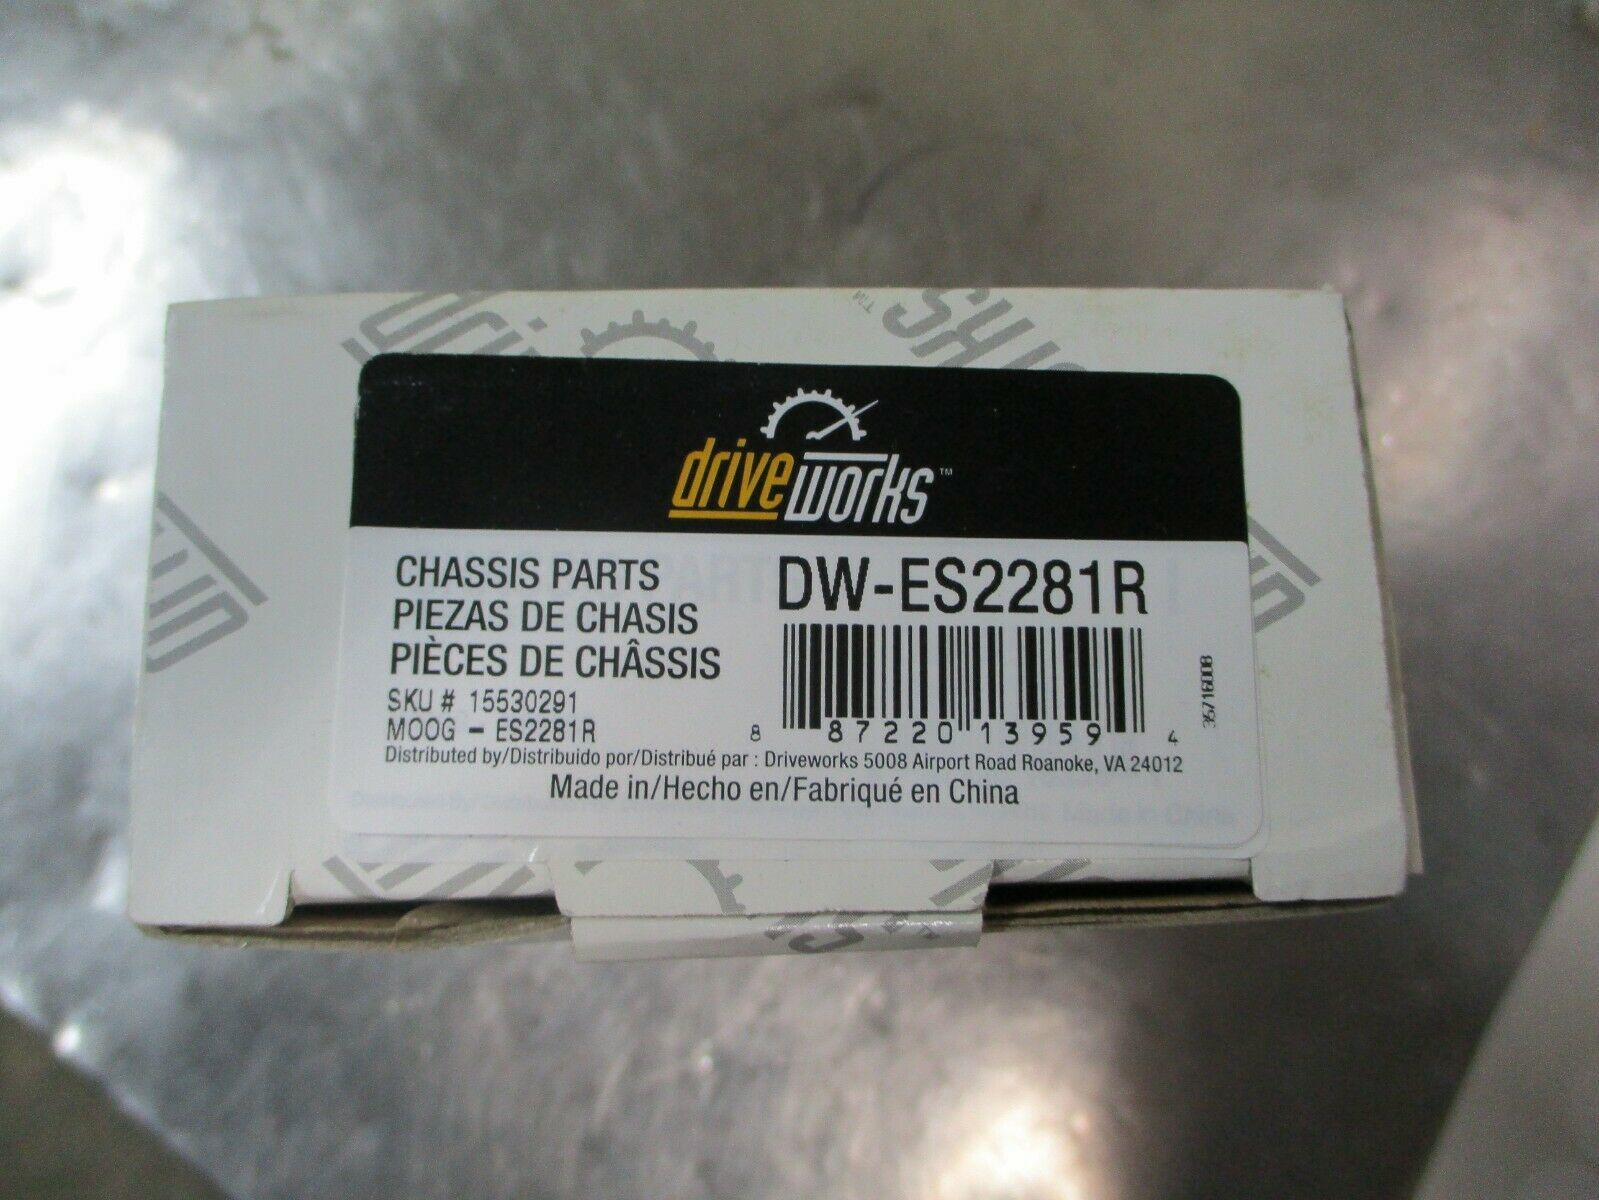 driveworks™
CHASSIS PARTS
PIEZAS DE CHASIS
PIÈCES DE CHÂSSIS
SKU # 15530291
MOOG - ES2281R
DW-ES2281R
8 87220 13959 4
3571600B
Distributed by/Distribuido por/Distribué par : Driveworks 5008 Airport Road Roanoke, VA 24012
Made in/Hecho en/Fabriqué en China